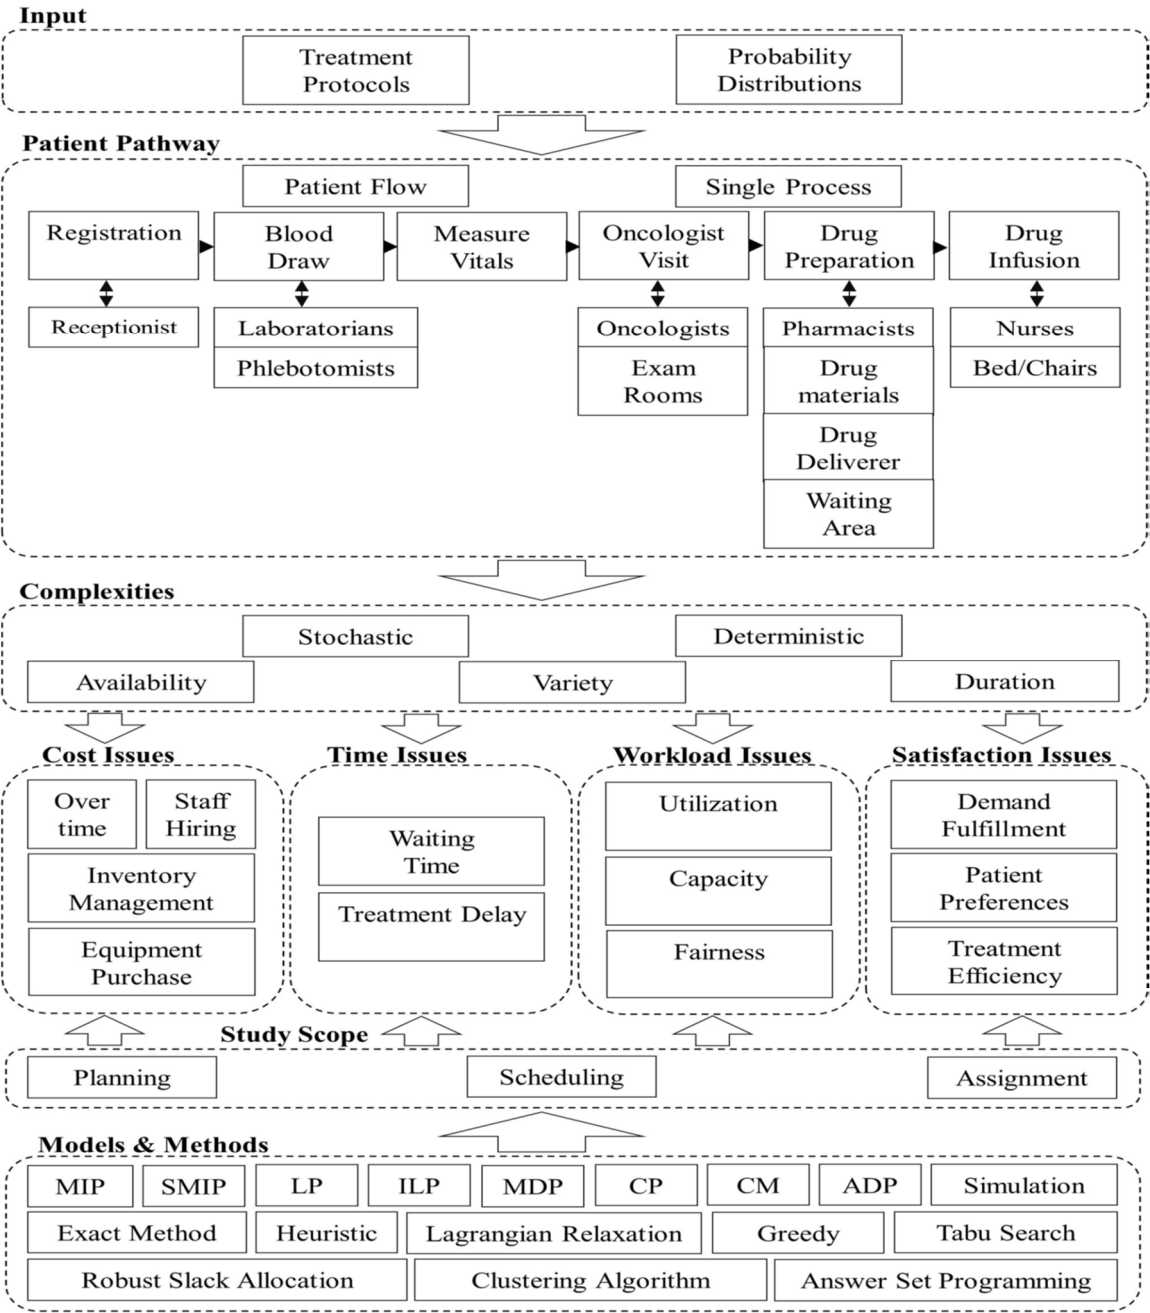 Input
Treatment
Protocols
Probability
Distributions
Patient Pathway
Patient Flow
Single Process
Registration
Blood
Draw
Measure
Vitals
Oncologist
Visit
Drug
Preparation
Drug
Infusion
Receptionist
Laboratorians
Phlebotomists
Oncologists
Exam
Rooms
Pharmacists
Drug
materials
Drug
Deliverer
Waiting
Area
Nurses
Bed/Chairs
Complexities
Stochastic
Deterministic
Availability
Variety
Duration
Cost Issues
Over
time
Staff
Hiring
Inventory
Management
Equipment
Purchase
Time Issues
Waiting
Time
Treatment Delay
Workload Issues
Utilization
Capacity
Fairness
Satisfaction Issues
Demand
Fulfillment
Patient
Preferences
Treatment
Efficiency
Study Scope
Planning
Scheduling
Assignment
Models & Methods
MIP
SMIP
LP
ILP
MDP
CP
CM
ADP
Simulation
Exact Method
Heuristic
Lagrangian Relaxation
Greedy
Tabu Search
Robust Slack Allocation
Clustering Algorithm
Answer Set Programming